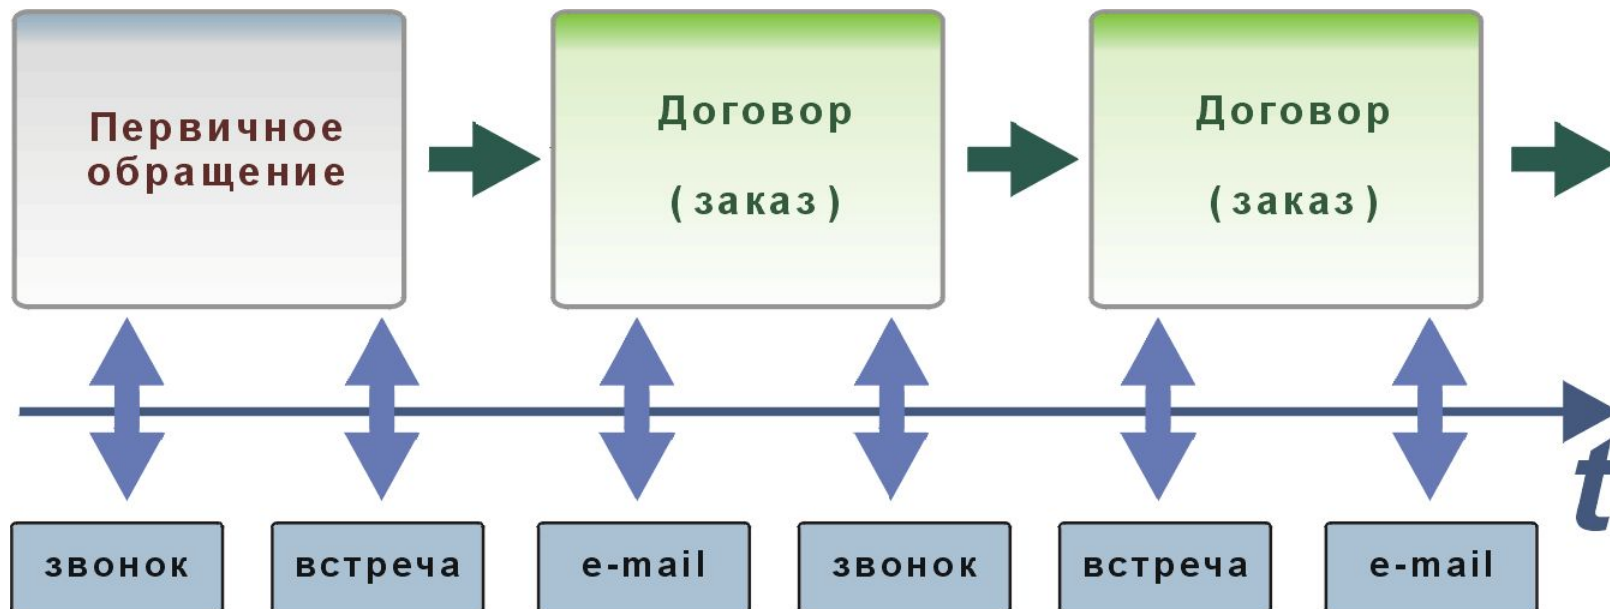 Первичное
обращение
Договор
(заказ)
Договор
(заказ)
t
звонок
встреча
e-mail
звонок
встреча
e-mail